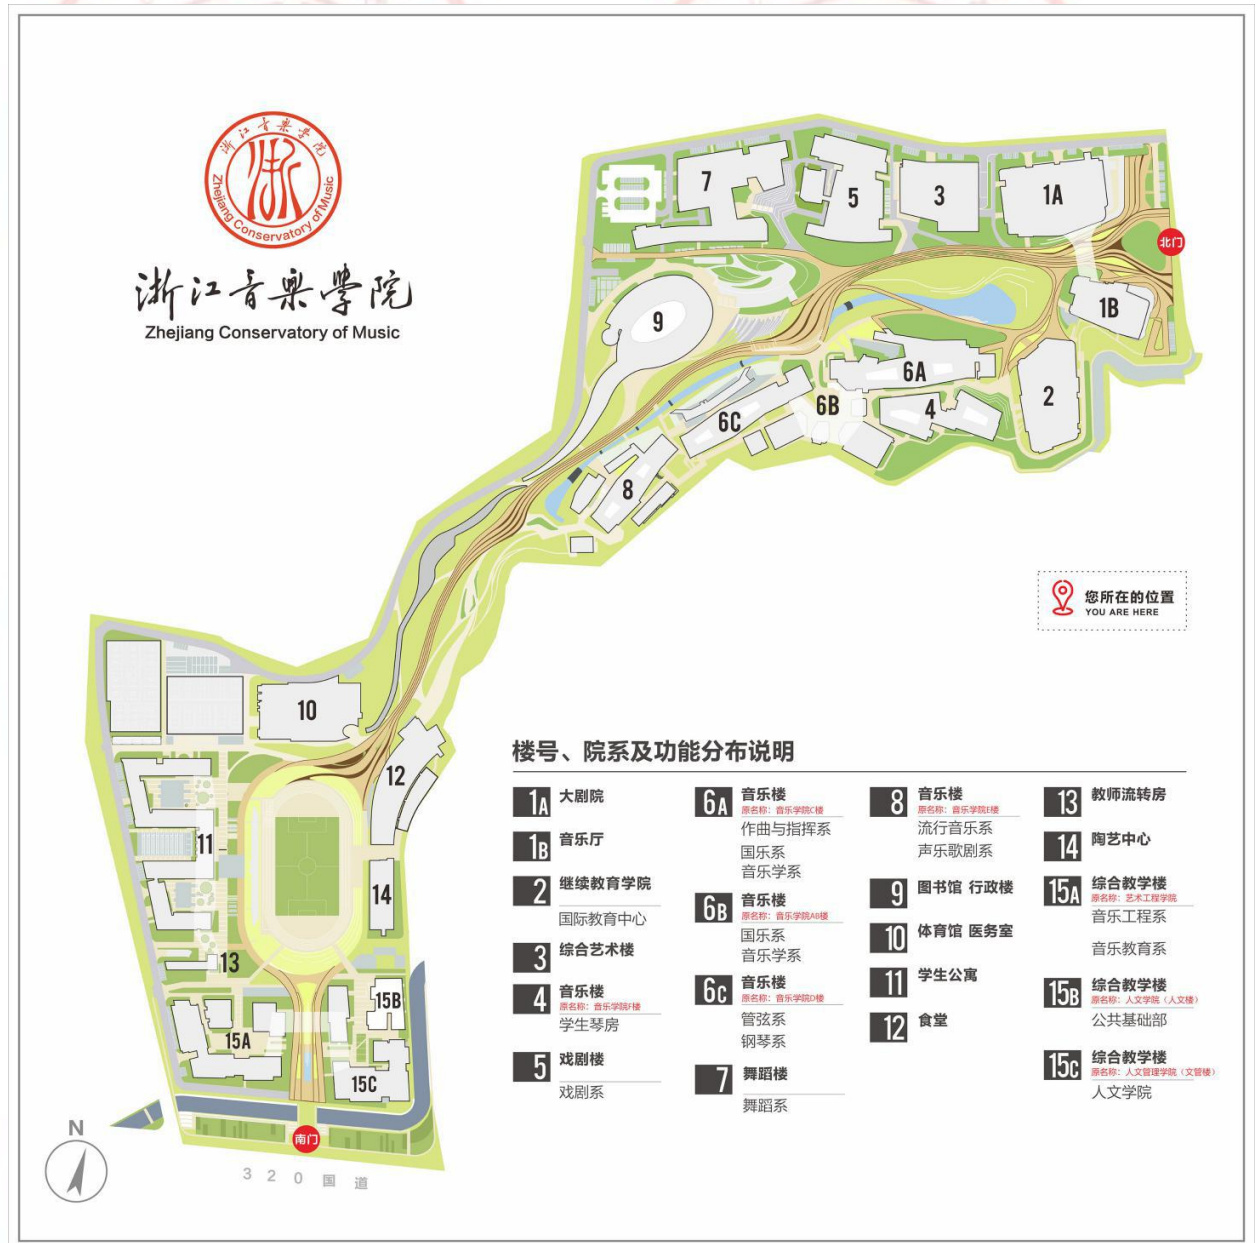 浙江音樂學院
Zhejiang Conservatory of Music
浙江音樂學院
Zhejiang Conservatory of Music
7
5
3
1A
北门
1B
9
6A
2
6B
4
6C
8
您所在的位置
YOU ARE HERE
10
12
11
14
13
15B
15A
15C
南门
N
320国道
楼号、院系及功能分布说明
1A 大剧院
1B 音乐厅
2 继续教育学院
国际教育中心
3 综合艺术楼
4 音乐楼
原名称：音乐学院F楼
学生琴房
5 戏剧楼
戏剧系
6A 音乐楼
原名称：音乐学院C楼
作曲与指挥系
国乐系
音乐学系
6B 音乐楼
原名称：音乐学院AB楼
国乐系
音乐学系
6C 音乐楼
原名称：音乐学院D楼
管弦系
钢琴系
7 舞蹈楼
舞蹈系
8 音乐楼
原名称：音乐学院E楼
流行音乐系
声乐歌剧系
9 图书馆 行政楼
10 体育馆 医务室
11 学生公寓
12 食堂
13 教师流转房
14 陶艺中心
15A 综合教学楼
原名称：艺术工程学院
音乐工程系
音乐教育系
15B 综合教学楼
原名称：人文学院（人文楼）
公共基础部
15C 综合教学楼
原名称：人文管理学院（文管楼）
人文学院